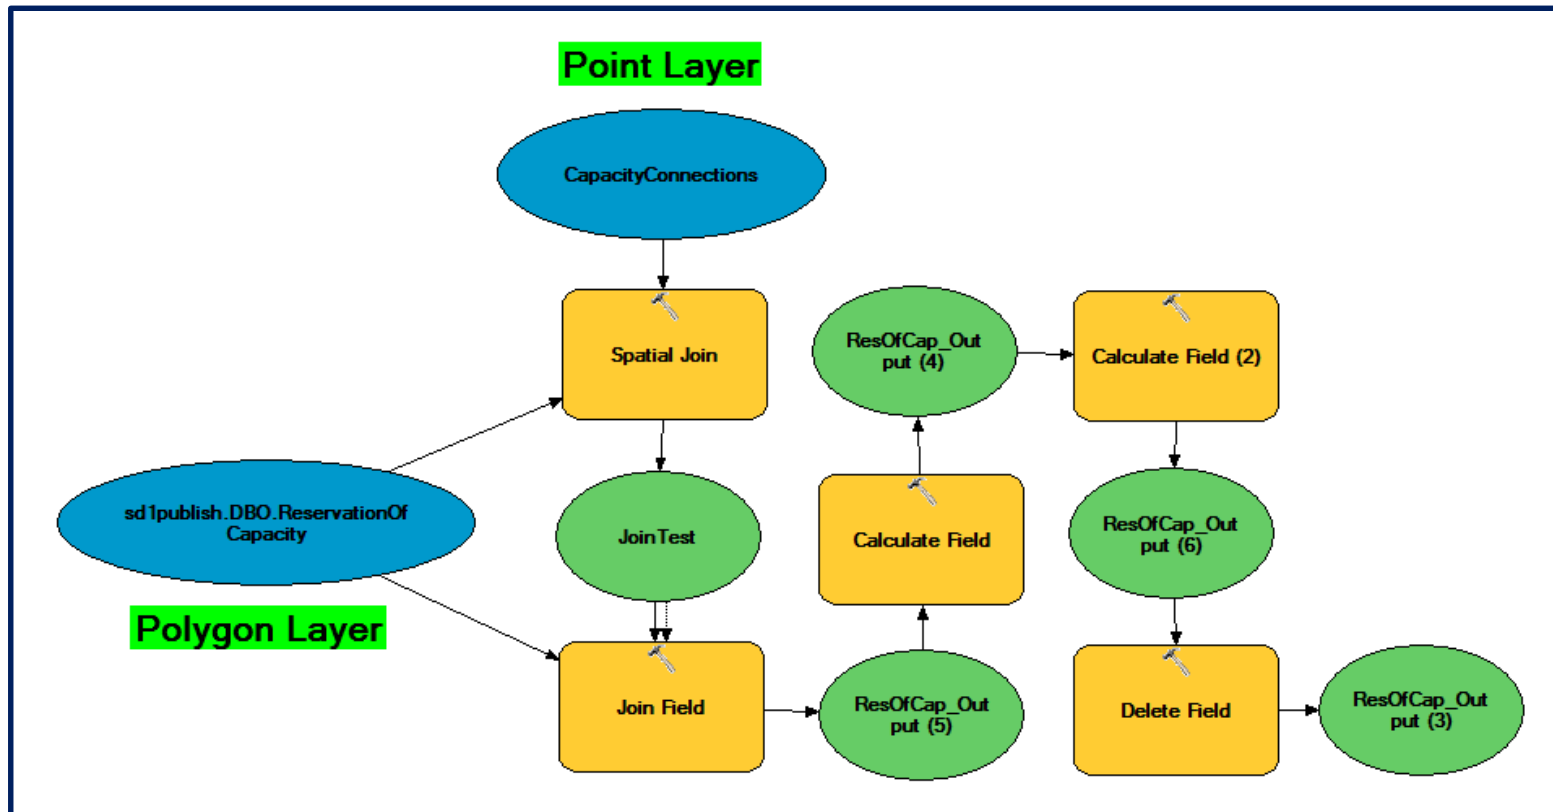 Point Layer
CapacityConnections
Spatial Join
sd1publish.DBO.ReservationOf
Capacity
Polygon Layer
JoinTest
Join Field
ResOfCap_Out
put (5)
Calculate Field
ResOfCap_Out
put (4)
Calculate Field (2)
ResOfCap_Out
put (6)
Delete Field
ResOfCap_Out
put (3)